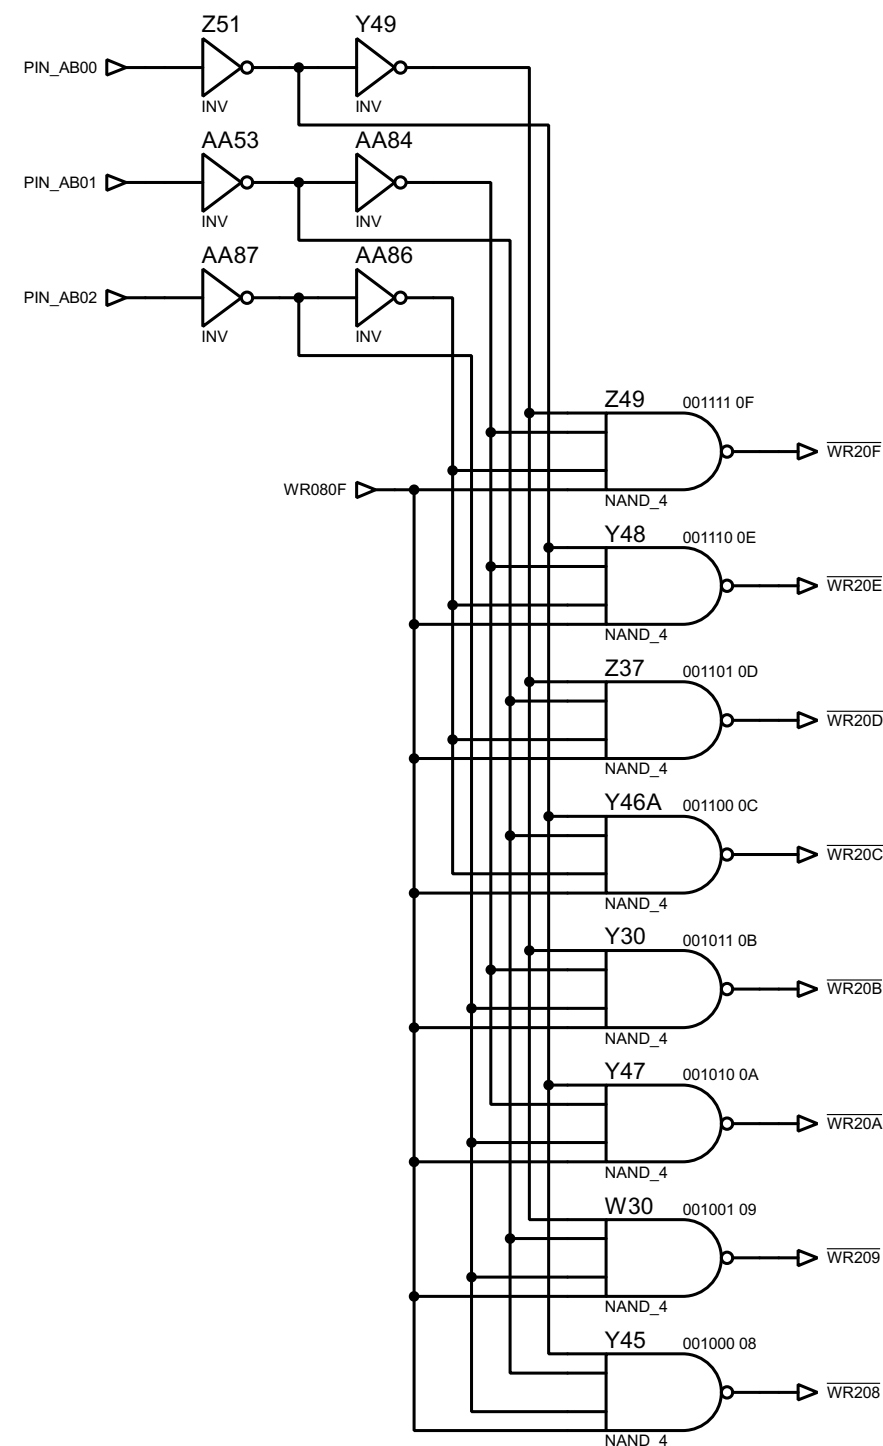 Z51 Y49
PIN_AB00
INV INV
AA53 AA84
PIN_AB01
INV INV
AA87 AA86
PIN_AB02
INV INV
Z49 001111 0F
WR20F
WR080F
NAND_4
Y48 001110 0E
WR20E
NAND_4
Z37 001101 0D
WR20D
NAND_4
Y46A 001100 0C
WR20C
NAND_4
Y30 001011 0B
WR20B
NAND_4
Y47 001010 0A
WR20A
NAND_4
W30 001001 09
WR209
NAND_4
Y45 001000 08
WR208
NAND_4